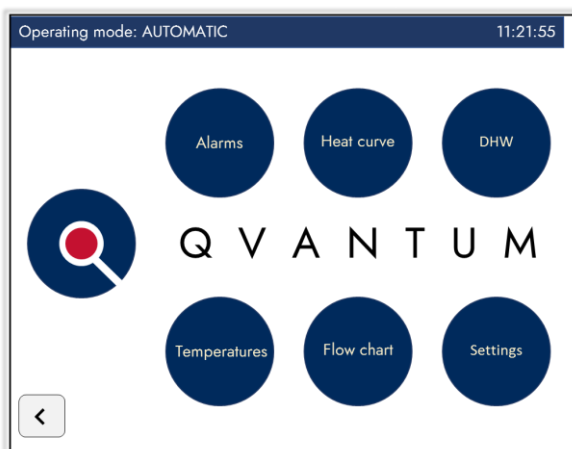 Operating mode: AUTOMATIC 11:21:55
Alarms Heat curve DHW
QVANTUM
Temperatures Flow chart Settings